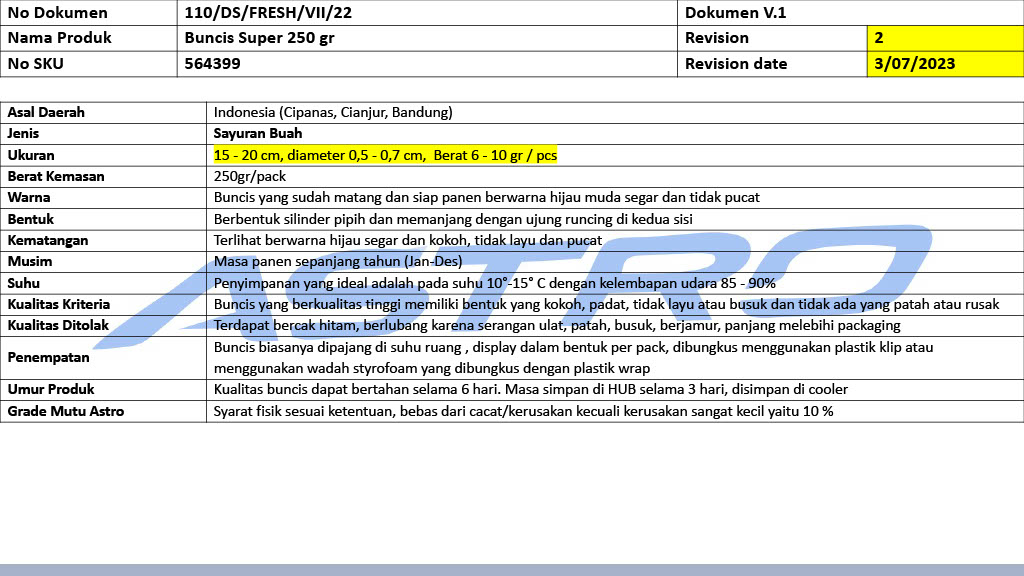 No Dokumen 110/DS/FRESH/VII/22 Dokumen V.1
Nama Produk Buncis Super 250 gr Revision 2
No SKU 564399 Revision date 3/07/2023
Asal Daerah Indonesia (Cipanas, Cianjur, Bandung)
Jenis Sayuran Buah
Ukuran 15 - 20 cm, diameter 0,5 - 0,7 cm, Berat 6 - 10 gr / pcs
Berat Kemasan 250gr/pack
Warna Buncis yang sudah matang dan siap panen berwarna hijau muda segar dan tidak pucat
Bentuk Berbentuk silinder pipih dan memanjang dengan ujung runcing di kedua sisi
Kematangan Terlihat berwarna hijau segar dan kokoh, tidak layu dan pucat
Musim Masa panen sepanjang tahun (Jan-Des)
Suhu Penyimpanan yang ideal adalah pada suhu 10°-15° C dengan kelembapan udara 85 - 90%
Kualitas Kriteria Buncis yang berkualitas tinggi memiliki bentuk yang kokoh, padat, tidak layu atau busuk dan tidak ada yang patah atau rusak
Kualitas Ditolak Terdapat bercak hitam, berlubang karena serangan ulat, patah, busuk, berjamur, panjang melebihi packaging
Penempatan Buncis biasanya dipajang di suhu ruang , display dalam bentuk per pack, dibungkus menggunakan plastik klip atau
menggunakan wadah styrofoam yang dibungkus dengan plastik wrap
Umur Produk Kualitas buncis dapat bertahan selama 6 hari. Masa simpan di HUB selama 3 hari, disimpan di cooler
Grade Mutu Astro Syarat fisik sesuai ketentuan, bebas dari cacat/kerusakan kecuali kerusakan sangat kecil yaitu 10 %
ASTRO